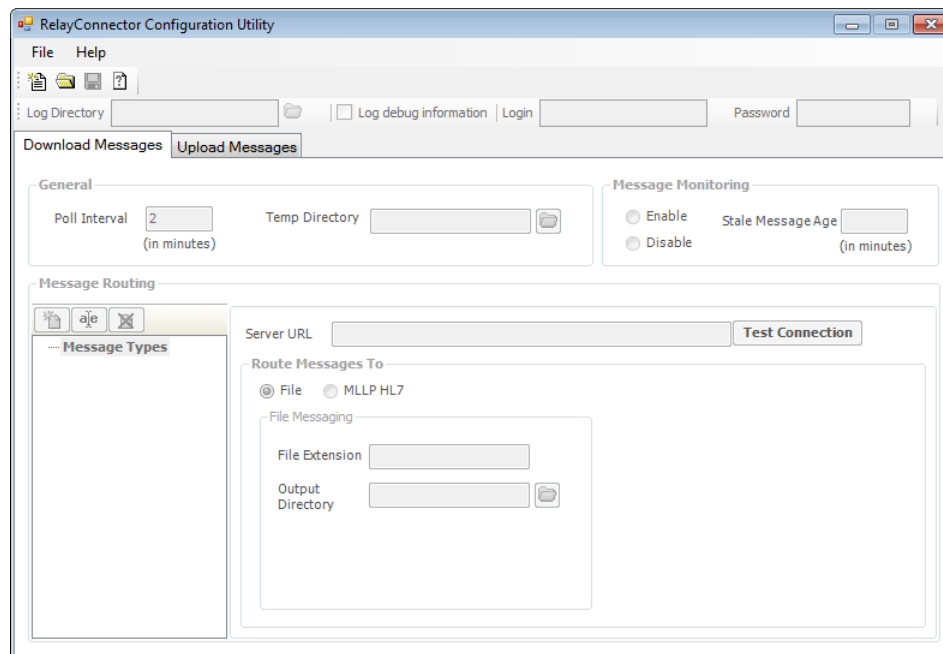 RelayConnector Configuration Utility
File Help
Log Directory Log debug information Login Password
Download Messages Upload Messages
General Message Monitoring
Poll Interval 2 Temp Directory Enable Stale Message Age
(in minutes) Disable (in minutes)
Message Routing
a|e Server URL Test Connection
Message Types
Route Messages To
File MLLP HL7
File Messaging
File Extension
Output
Directory